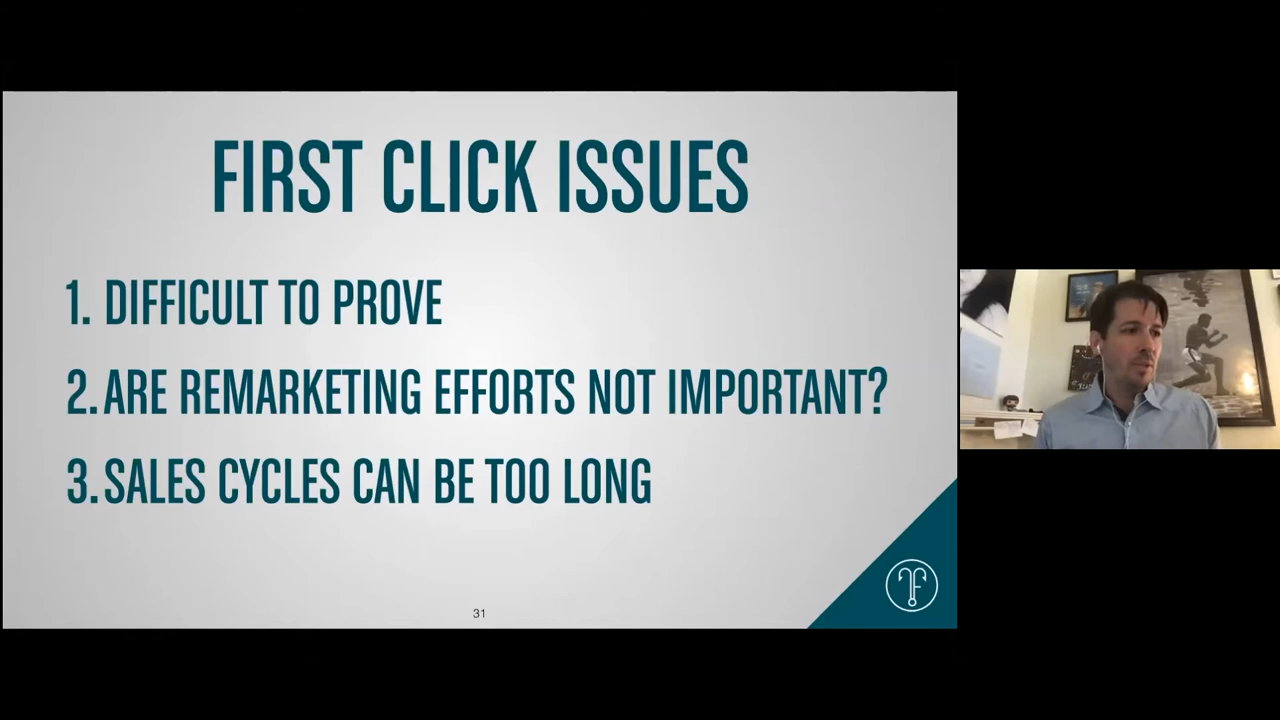 FIRST CLICK ISSUES
1. DIFFICULT TO PROVE
2. ARE REMARKETING EFFORTS NOT IMPORTANT?
3. SALES CYCLES CAN BE TOO LONG
31